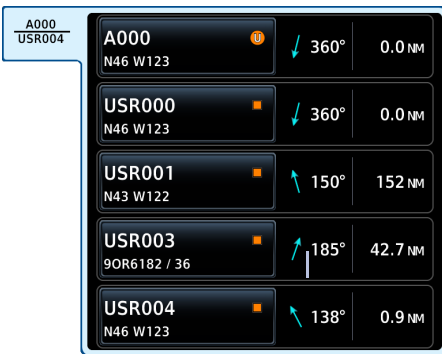 A000
USR004
A000 U 360° 0.0 NM
N46 W123
USR000 360° 0.0 NM
N46 W123
USR001 150° 152 NM
N43 W122
USR003 185° 42.7 NM
9OR6182 / 36
USR004 138° 0.9 NM
N46 W123